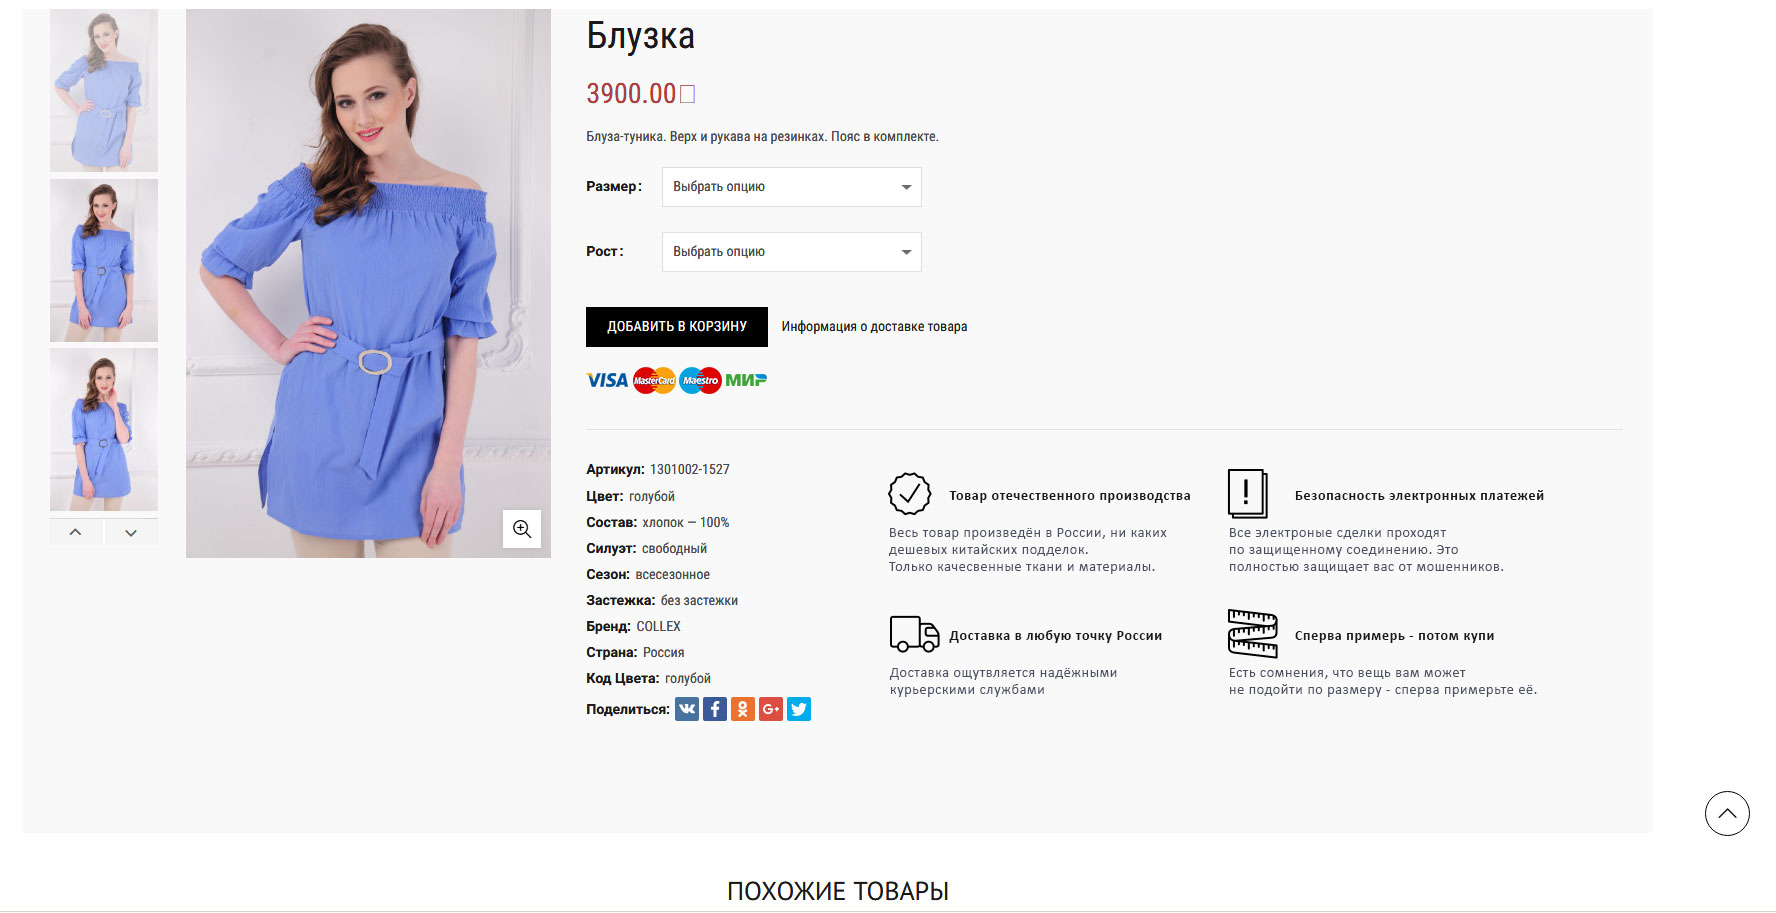 Блузка
3900.00
Блуза-туника. Верх и рукава на резинках. Пояс в комплекте.
Размер: Выбрать опцию
Рост: Выбрать опцию
ДОБАВИТЬ В КОРЗИНУ Информация о доставке товара
VISA MasterCard Maestro МИР
Артикул: 1301002-1527
Цвет: голубой
Состав: хлопок — 100%
Силуэт: свободный
Сезон: всесезонное
Застежка: без застежки
Бренд: COLLEX
Страна: Россия
Код Цвета: голубой
Поделиться:
Товар отечественного производства
Весь товар произведён в России, ни каких
дешевых китайских подделок.
Только качесвенные ткани и материалы.
Безопасность электронных платежей
Все электроные сделки проходят
по защищенному соединению. Это
полностью защищает вас от мошенников.
Доставка в любую точку России
Доставка ощутвляется надёжными
курьерскими службами
Сперва примерь - потом купи
Есть сомнения, что вещь вам может
не подойти по размеру - сперва примерьте её.
ПОХОЖИЕ ТОВАРЫ